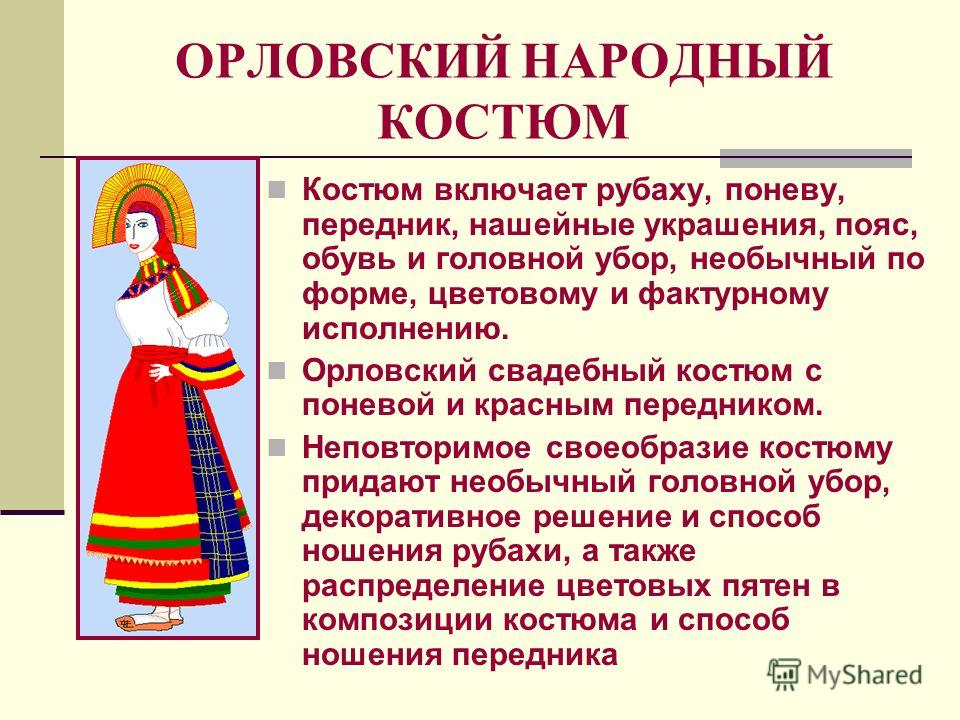 ОРЛОВСКИЙ НАРОДНЫЙ
КОСТЮМ
Костюм включает рубаху, поневу,
передник, нашейные украшения, пояс,
обувь и головной убор, необычный по
форме, цветовому и фактурному
исполнению.
Орловский свадебный костюм с
поневой и красным передником.
Неповторимое своеобразие костюму
придают необычный головной убор,
декоративное решение и способ
ношения рубахи, а также
распределение цветовых пятен в
композиции костюма и способ
ношения передника
MyShared